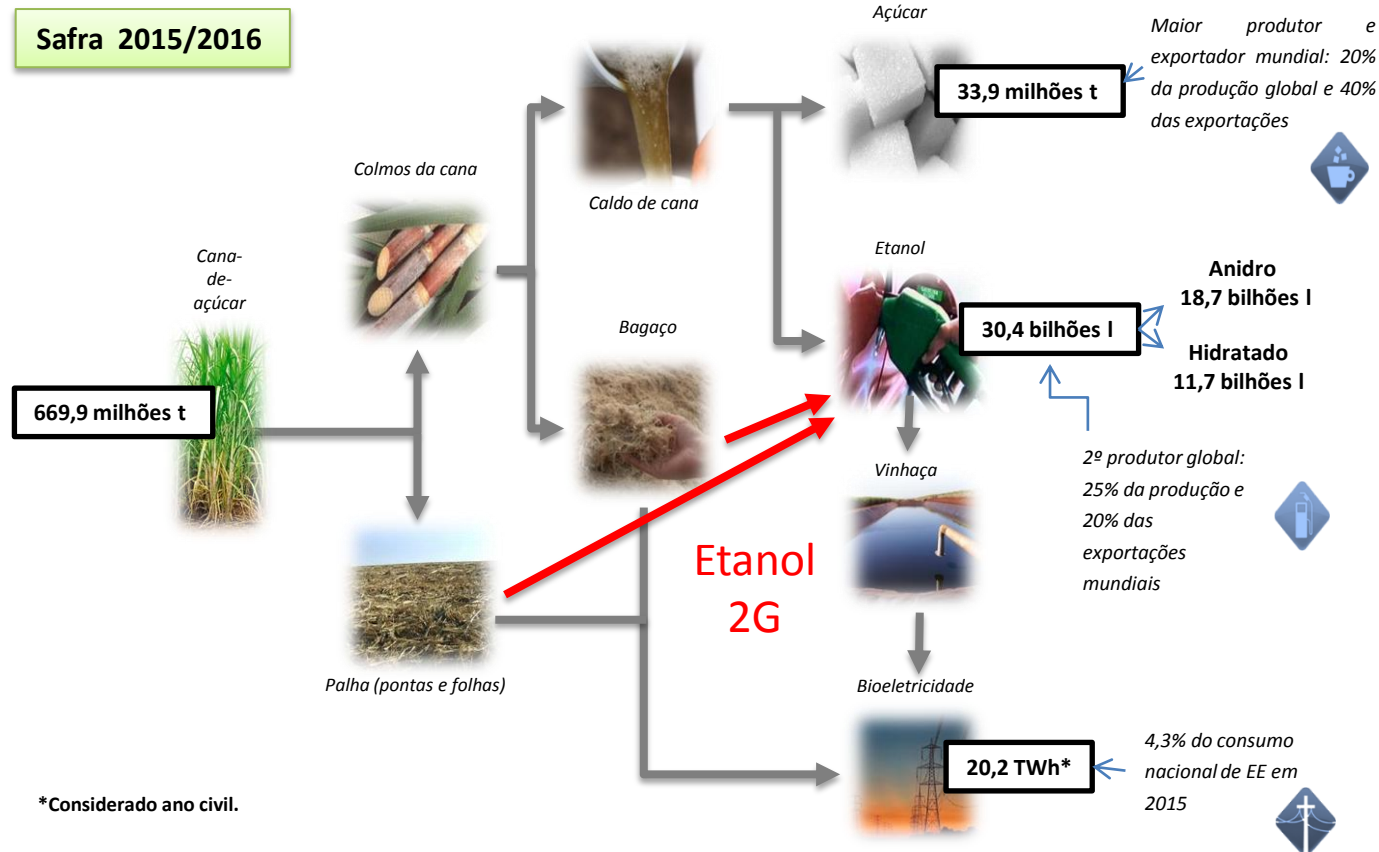 Safra 2015/2016
Açúcar
Maior produtor e
exportador mundial: 20%
da produção global e 40%
das exportações
33,9 milhões t
Colmos da cana
Caldo de cana
Cana-
de-
açúcar
Etanol
Anidro
18,7 bilhões l
30,4 bilhões l
Hidratado
11,7 bilhões l
Bagaço
669,9 milhões t
2º produtor global:
25% da produção e
20% das
exportações
mundiais
Vinhaça
Etanol
2G
Palha (pontas e folhas)
Bioeletricidade
20,2 TWh*
4,3% do consumo
nacional de EE em
2015
*Considerado ano civil.